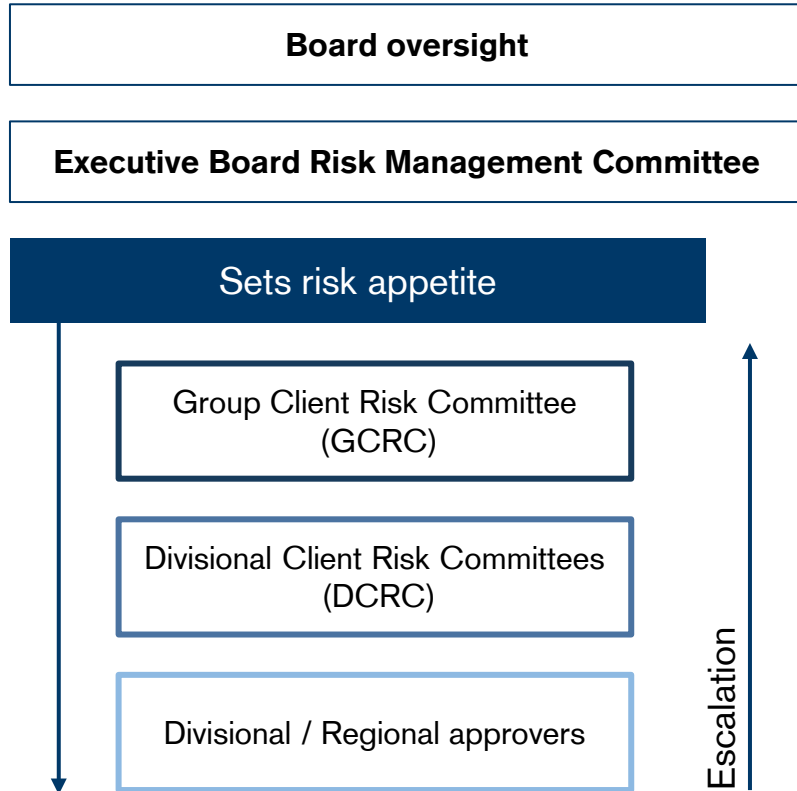 Board oversight
Executive Board Risk Management Committee
Sets risk appetite
Group Client Risk Committee
(GCRC)
Divisional Client Risk Committees
(DCRC)
Divisional / Regional approvers
Escalation